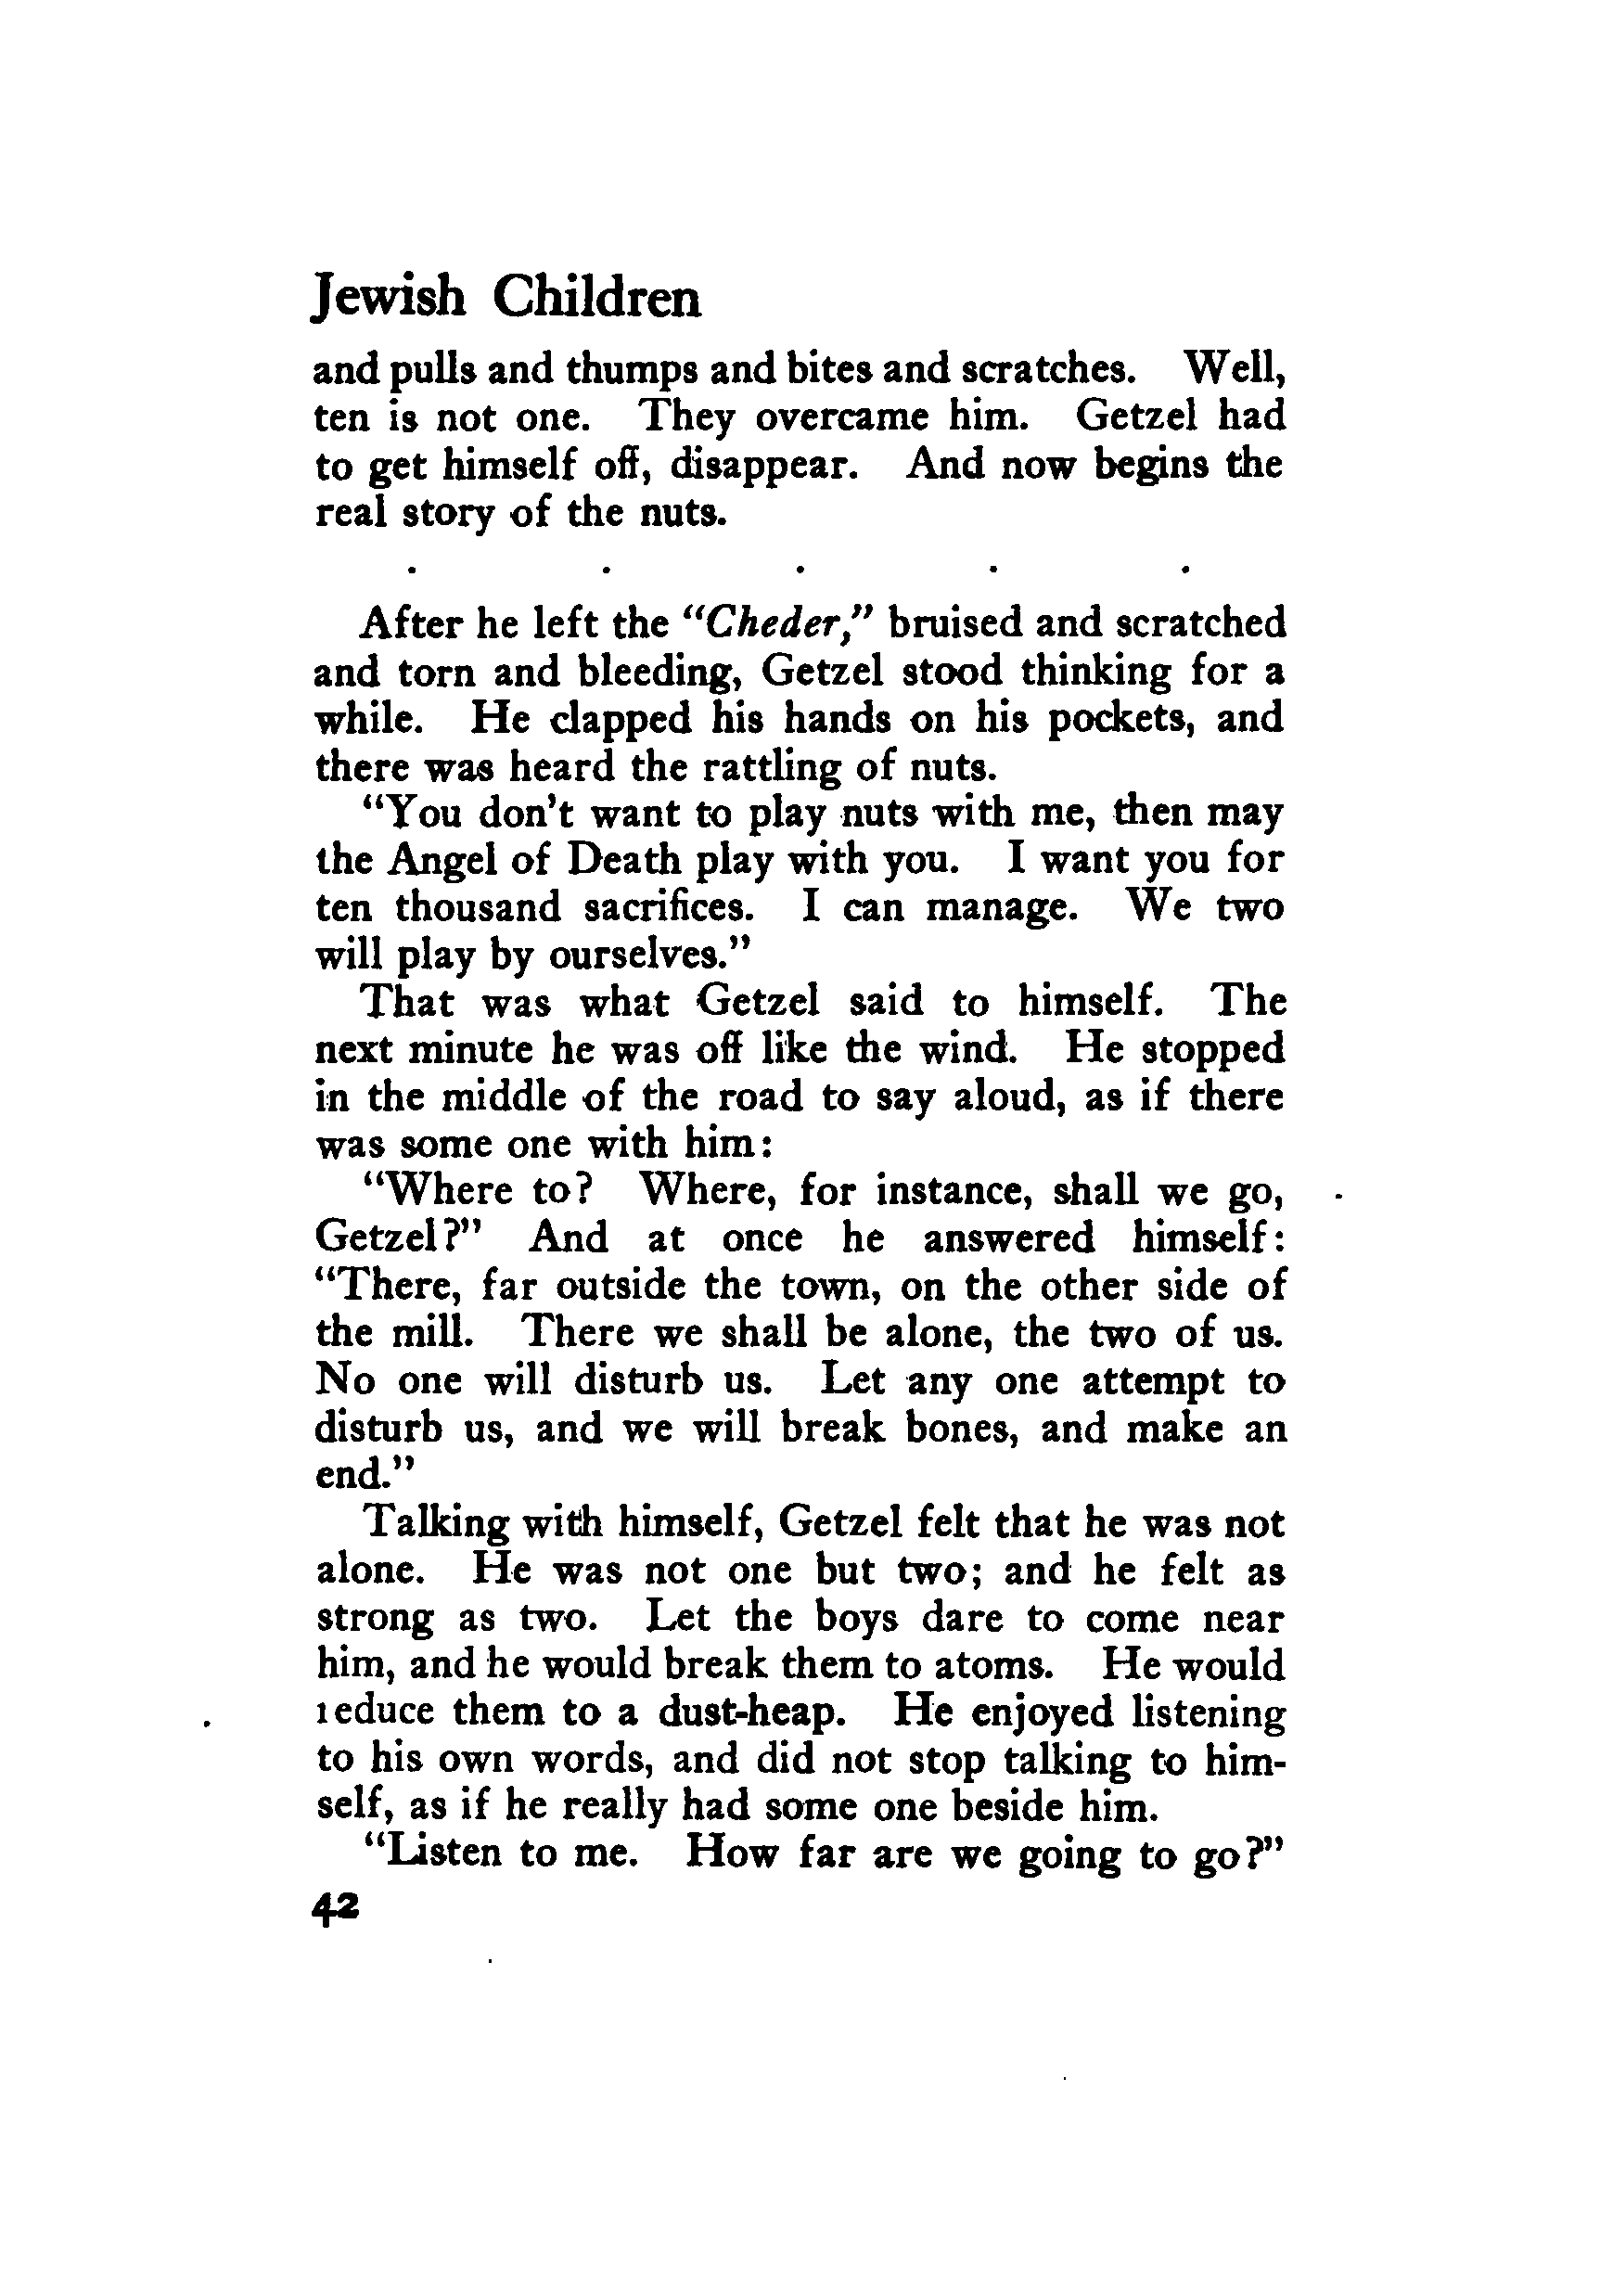 Jewish Children
and pulls and thumps and bites and scratches. Well,
ten is not one. They overcame him. Getzel had
to get himself off, disappear. And now begins the
real story of the nuts.
. . . . .
After he left the "Cheder," bruised and scratched
and torn and bleeding, Getzel stood thinking for a
while. He clapped his hands on his pockets, and
there was heard the rattling of nuts.
"You don't want to play nuts with me, then may
the Angel of Death play with you. I want you for
ten thousand sacrifices. I can manage. We two
will play by ourselves."
That was what Getzel said to himself. The
next minute he was off like the wind. He stopped
in the middle of the road to say aloud, as if there
was some one with him:
"Where to? Where, for instance, shall we go,
Getzel?" And at once he answered himself:
"There, far outside the town, on the other side of
the mill. There we shall be alone, the two of us.
No one will disturb us. Let any one attempt to
disturb us, and we will break bones, and make an
end."
Talking with himself, Getzel felt that he was not
alone. He was not one but two; and he felt as
strong as two. Let the boys dare to come near
him, and he would break them to atoms. He would
reduce them to a dust-heap. He enjoyed listening
to his own words, and did not stop talking to him-
self, as if he really had some one beside him.
"Listen to me. How far are we going to go?"
42